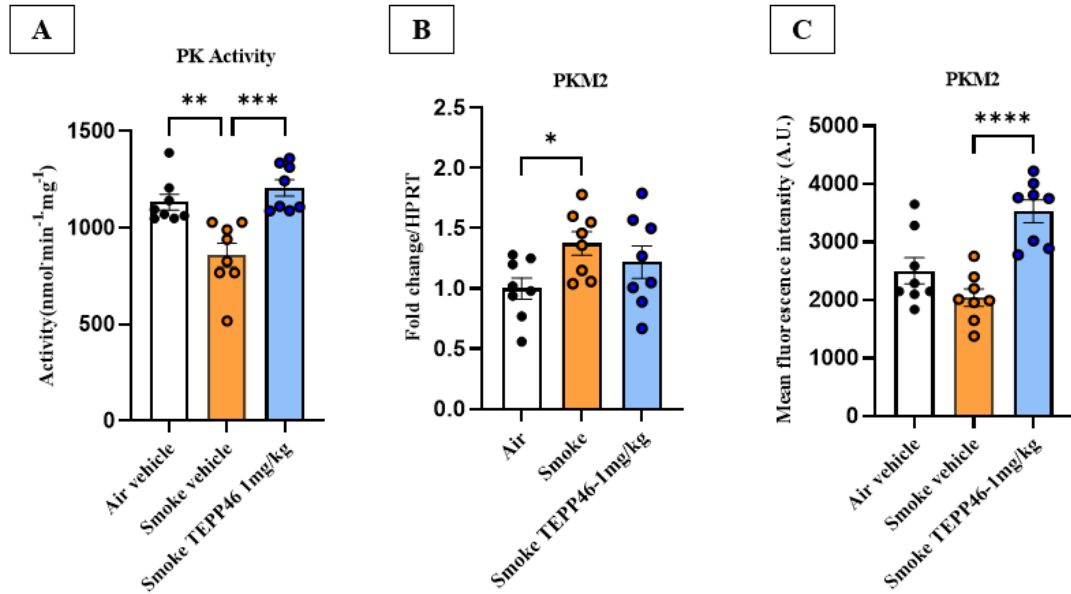 A
PK Activity
** ***
1500
1000
500
0
Activity(nmol·min-1·mg-1)
Air vehicle
Smoke vehicle
Smoke TEPP46 1mg/kg
B
PKM2
*
2.5
2.0
1.5
1.0
0.5
0.0
Fold change/HPRT
Air
Smoke
Smoke TEPP46-1mg/kg
C
PKM2
****
5000
4000
3000
2000
1000
0
Mean fluorescence intensity (A.U.)
Air vehicle
Smoke vehicle
Smoke TEPP46-1mg/kg